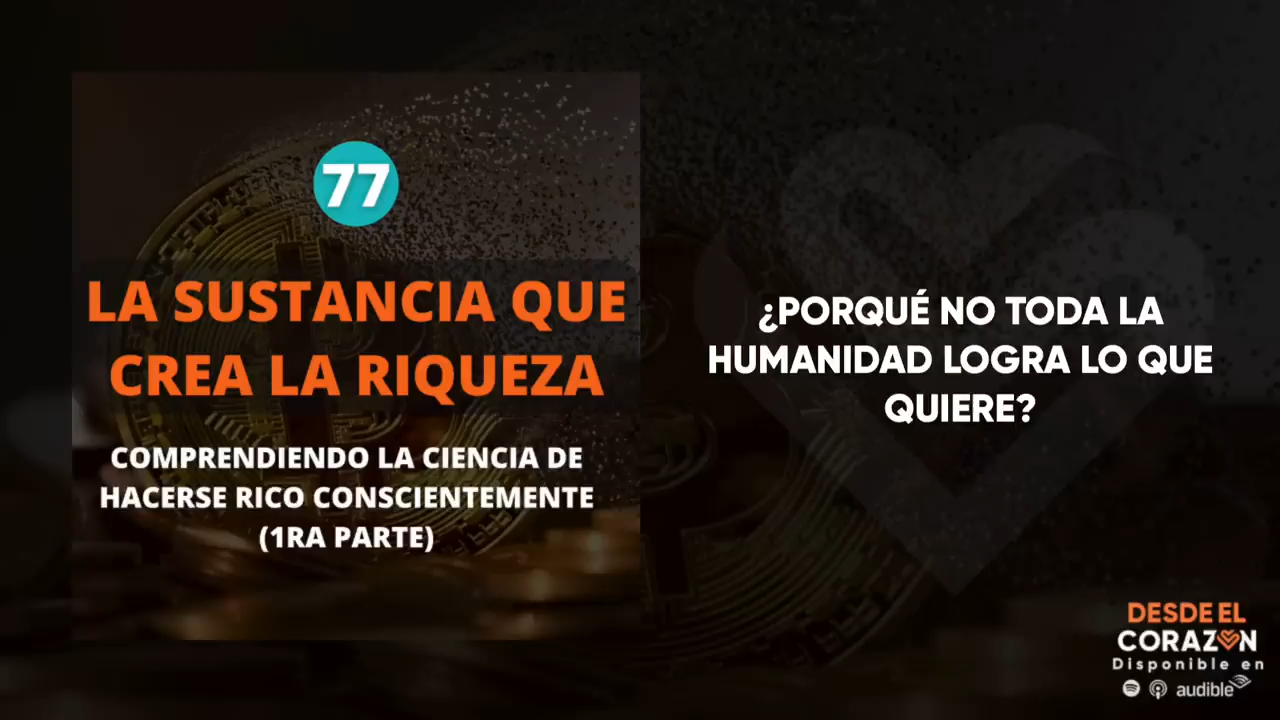 77
LA SUSTANCIA QUE
CREA LA RIQUEZA
COMPRENDIENDO LA CIENCIA DE
HACERSE RICO CONSCIENTEMENTE
(1RA PARTE)
¿PORQUÉ NO TODA LA
HUMANIDAD LOGRA LO QUE
QUIERE?
DESDE EL
CORAZÓN
Disponible en
audible